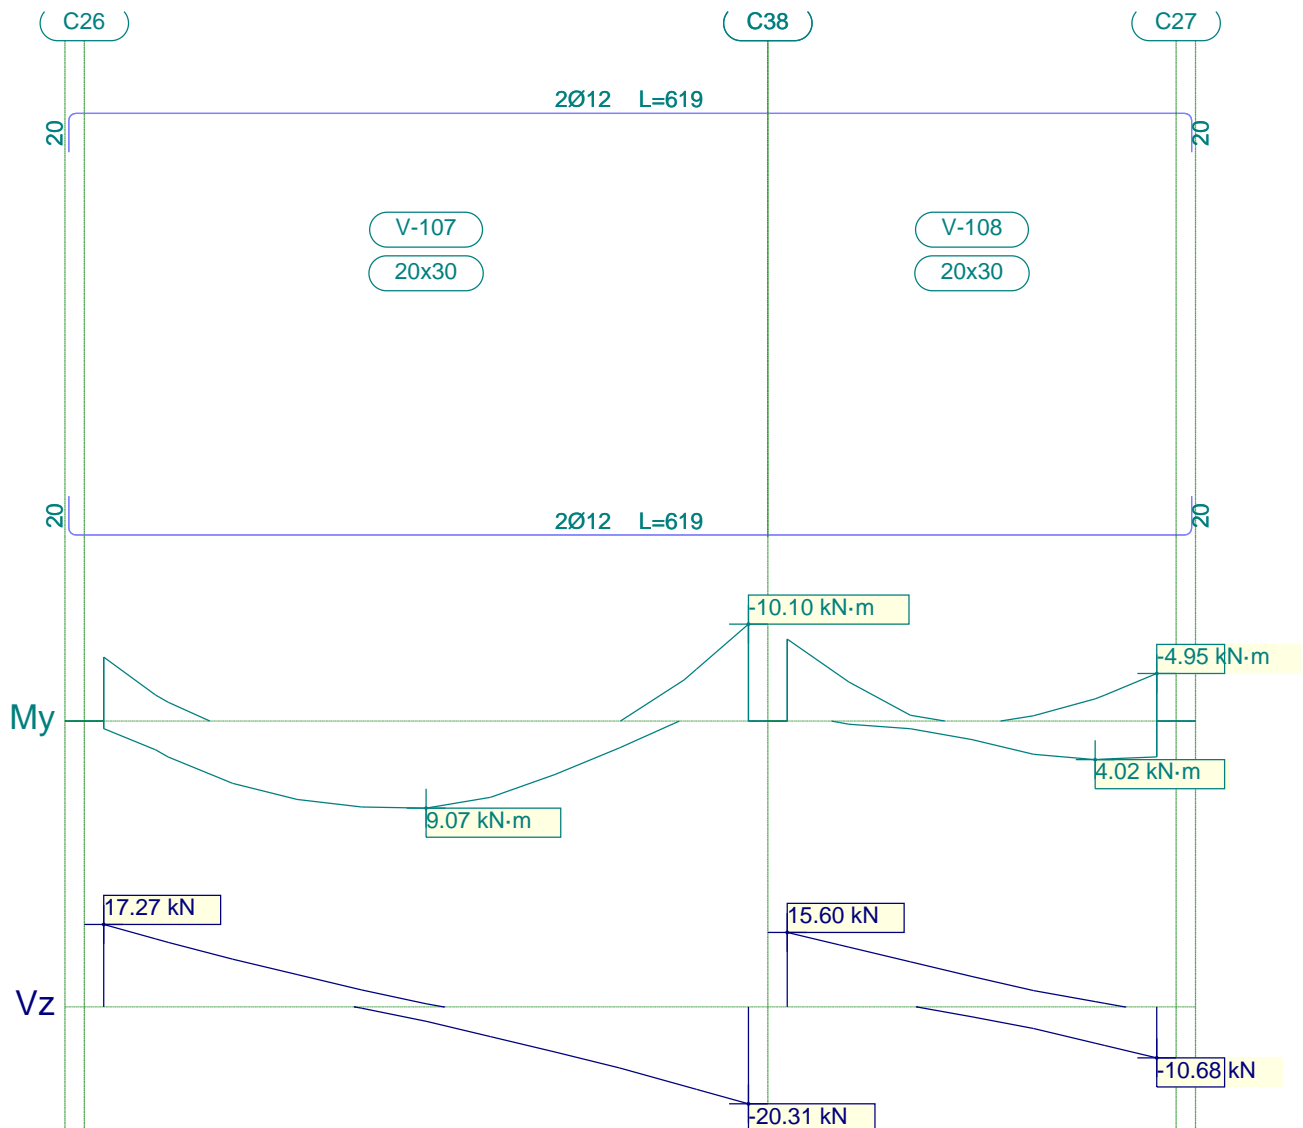 C26 C38 C27
2Ø12 L=619
20 20
V-107 V-108
20x30 20x30
20 20
2Ø12 L=619
-10.10 kN·m
-4.95 kN·m
My
4.02 kN·m
9.07 kN·m
17.27 kN
15.60 kN
Vz
-10.68 kN
-20.31 kN